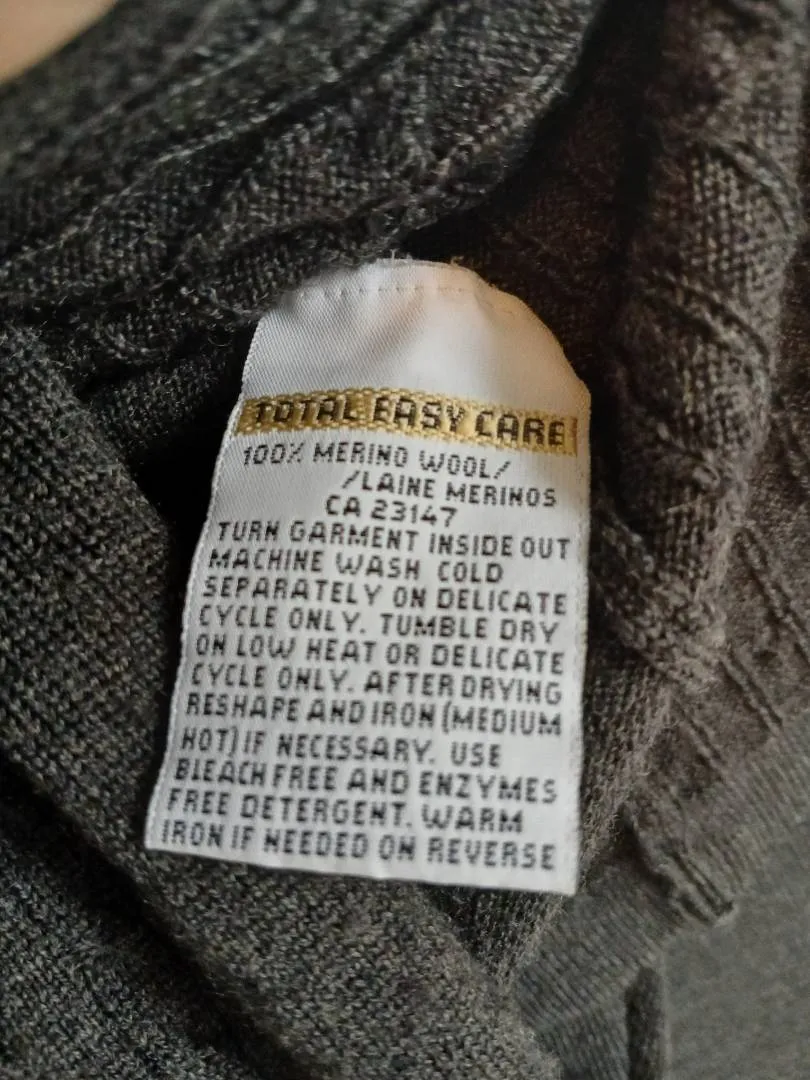 TOTAL EASY CARE
100% MERINO WOOL/
/LAINE MERINOS
CA 23147
TURN GARMENT INSIDE OUT
MACHINE WASH COLD
SEPARATELY ON DELICATE
CYCLE ONLY. TUMBLE DRY
ON LOW HEAT OR DELICATE
CYCLE ONLY. AFTER DRYING
RESHAPE AND IRON (MEDIUM
HOT) IF NECESSARY. USE
BLEACH FREE AND ENZYMES
FREE DETERGENT. WARM
IRON IF NEEDED ON REVERSE